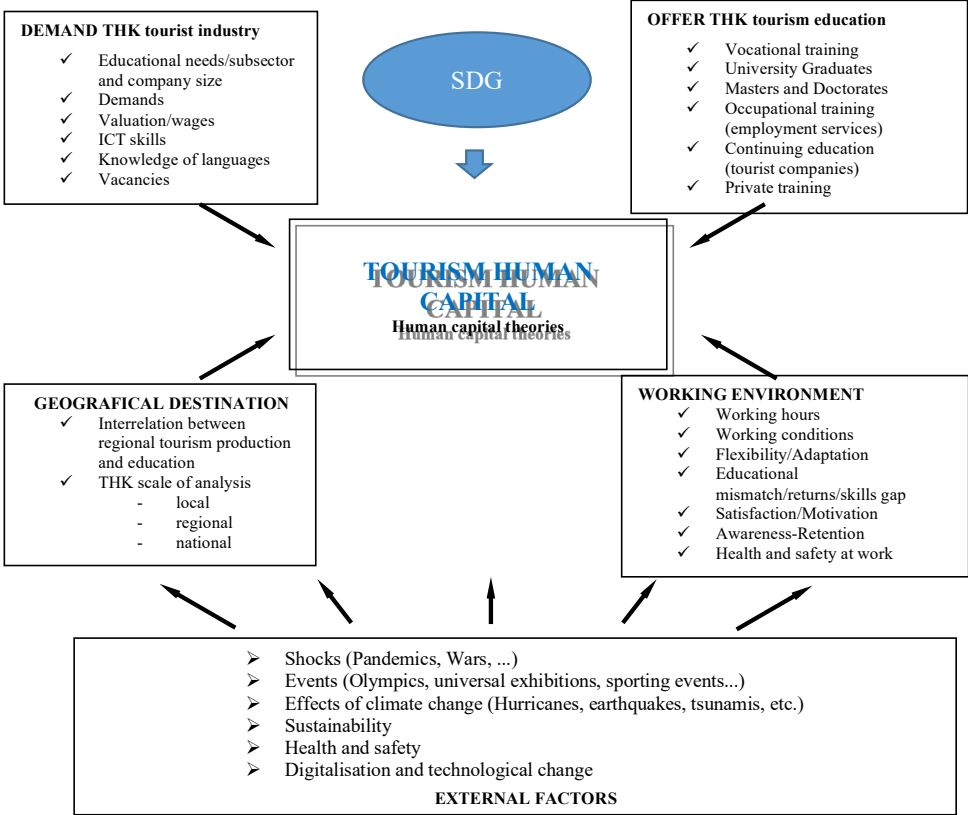 DEMAND THK tourist industry
✓ Educational needs/subsector
and company size
✓ Demands
✓ Valuation/wages
✓ ICT skills
✓ Knowledge of languages
✓ Vacancies
SDG
OFFER THK tourism education
✓ Vocational training
✓ University Graduates
✓ Masters and Doctorates
✓ Occupational training
(employment services)
✓ Continuing education
(tourist companies)
✓ Private training
TOURISM HUMAN
CAPITAL
Human capital theories
GEOGRAFICAL DESTINATION
✓ Interrelation between
regional tourism production
and education
✓ THK scale of analysis
- local
- regional
- national
WORKING ENVIRONMENT
✓ Working hours
✓ Working conditions
✓ Flexibility/Adaptation
✓ Educational
mismatch/returns/skills gap
✓ Satisfaction/Motivation
✓ Awareness-Retention
✓ Health and safety at work
➢ Shocks (Pandemics, Wars, ...)
➢ Events (Olympics, universal exhibitions, sporting events...)
➢ Effects of climate change (Hurricanes, earthquakes, tsunamis, etc.)
➢ Sustainability
➢ Health and safety
➢ Digitalisation and technological change
EXTERNAL FACTORS